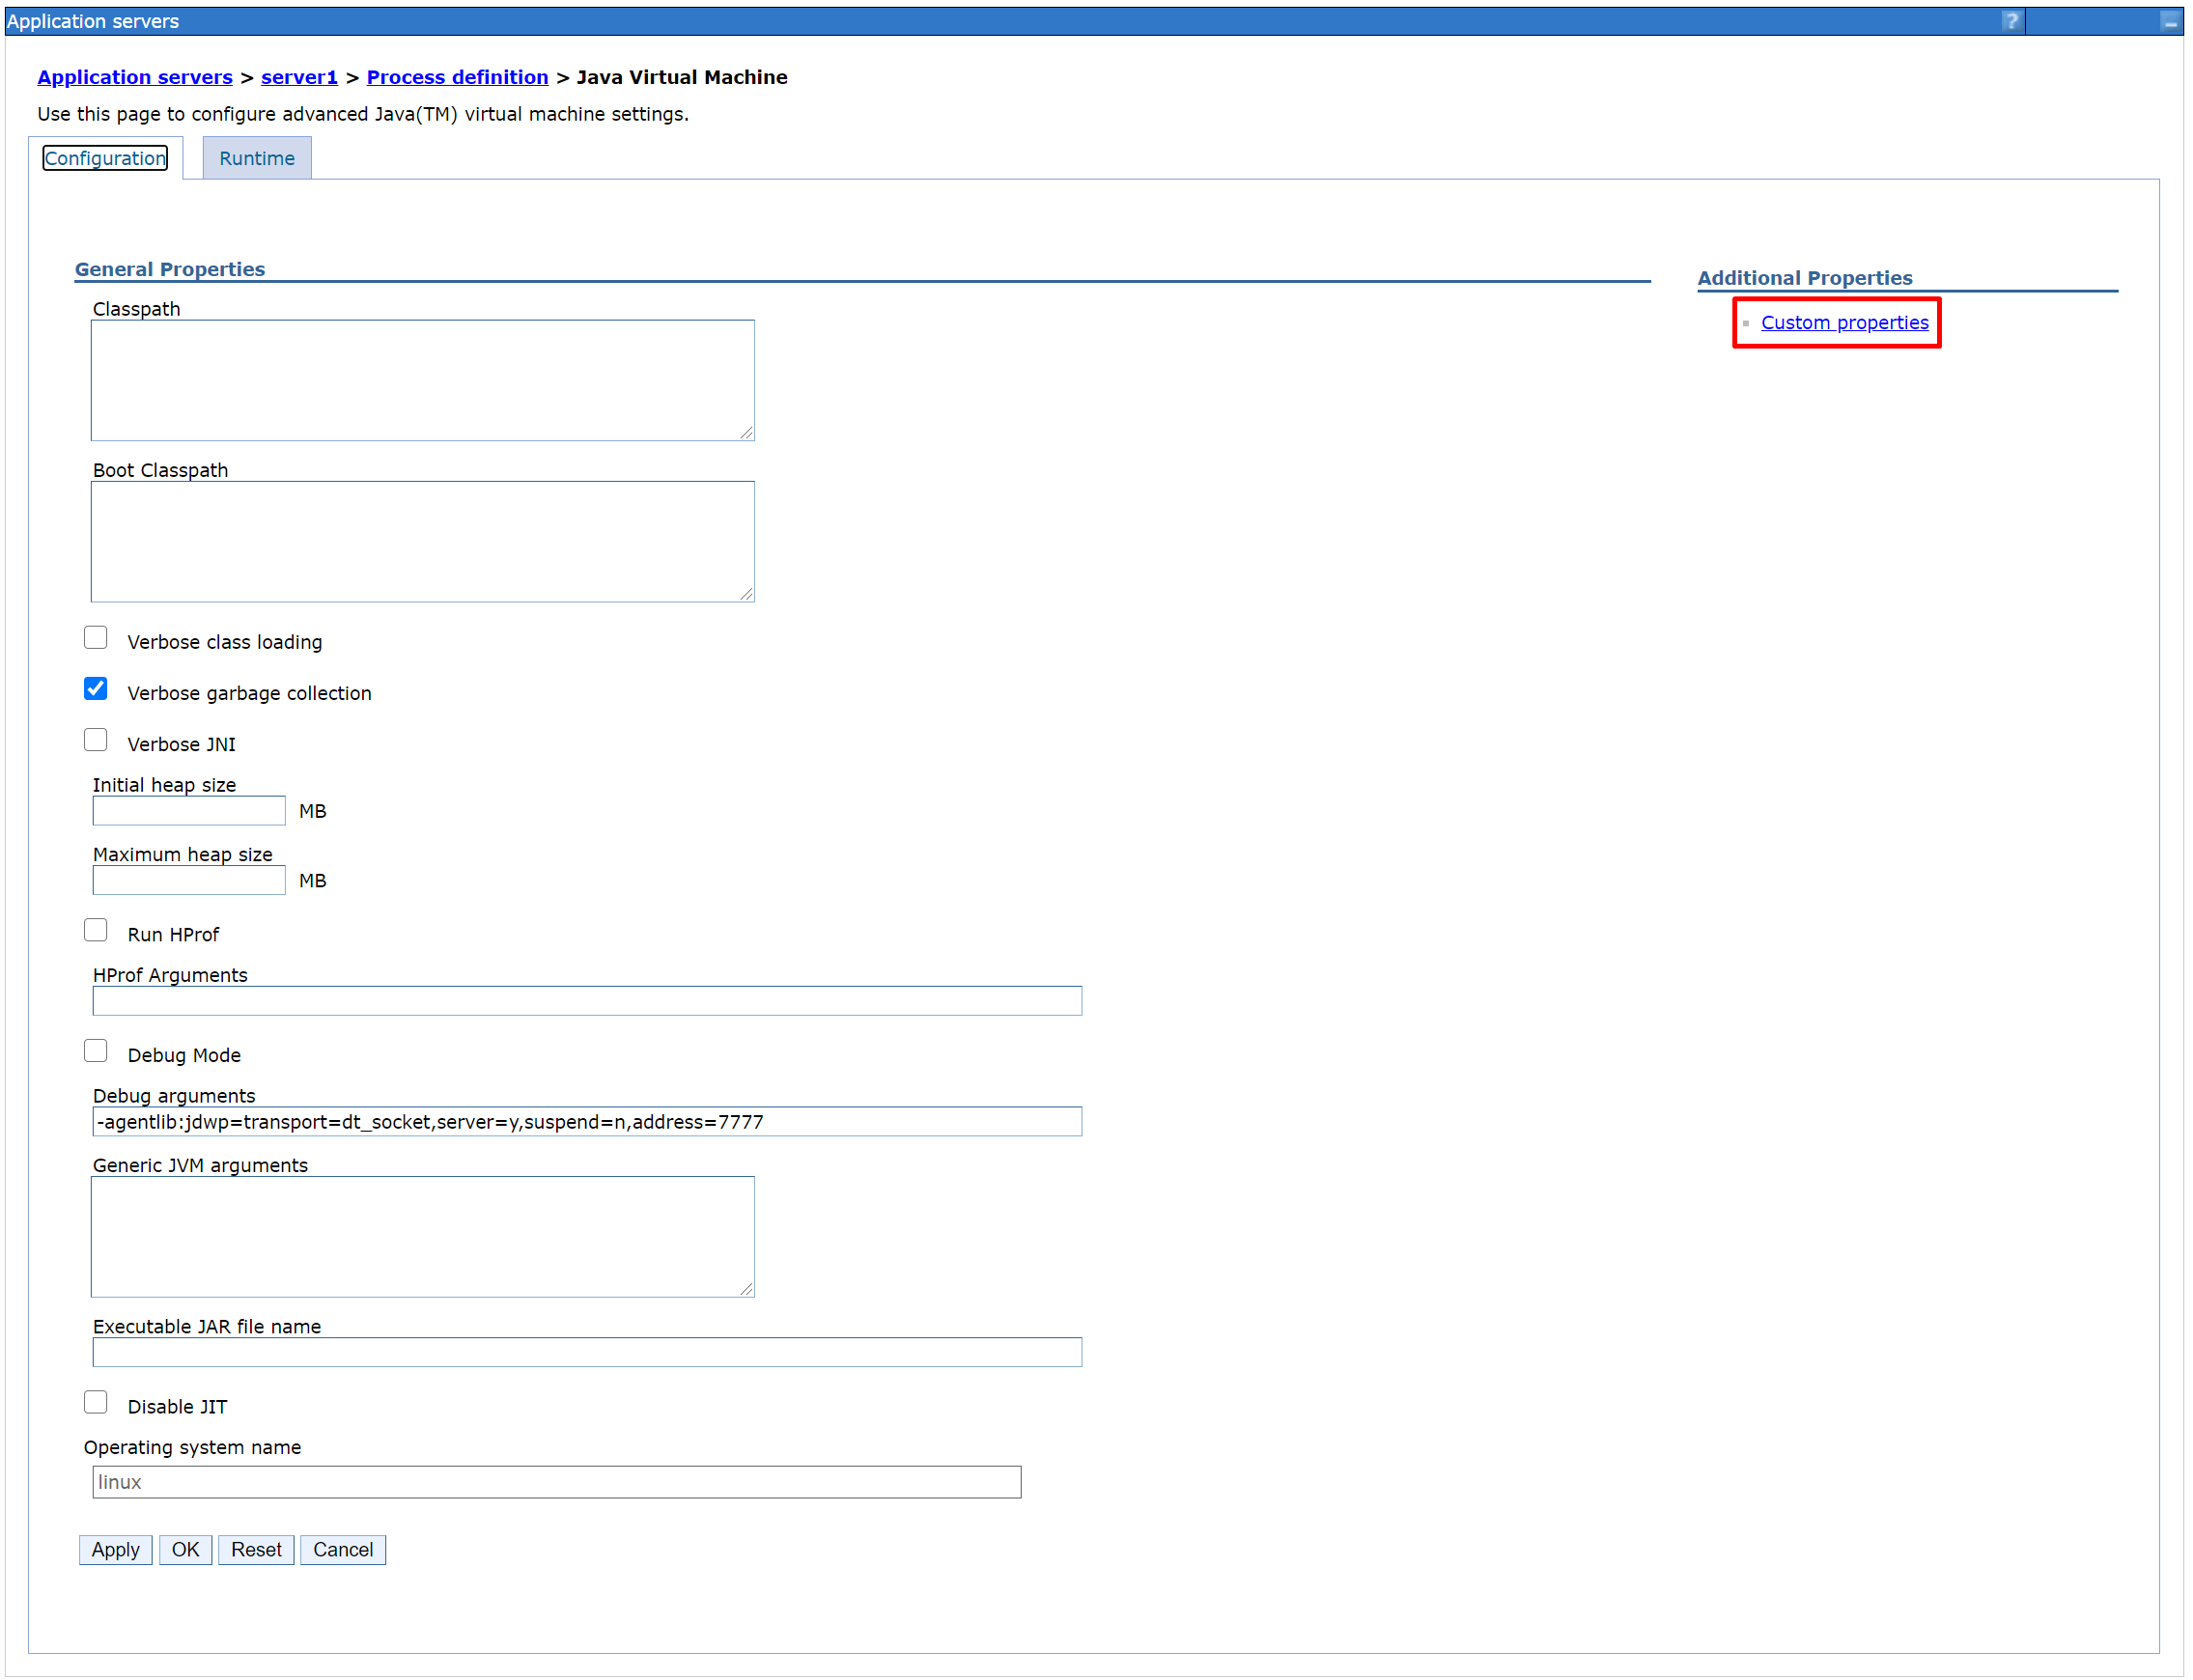 Application servers
?
Application servers > server1 > Process definition > Java Virtual Machine
Use this page to configure advanced Java(TM) virtual machine settings.
Configuration
Runtime
General Properties
Classpath
Boot Classpath
Verbose class loading
Verbose garbage collection
Verbose JNI
Initial heap size
MB
Maximum heap size
MB
Run HProf
HProf Arguments
Debug Mode
Debug arguments
-agentlib:jdwp=transport=dt_socket,server=y,suspend=n,address=7777
Generic JVM arguments
Executable JAR file name
Disable JIT
Operating system name
linux
Apply
OK
Reset
Cancel
Additional Properties
Custom properties